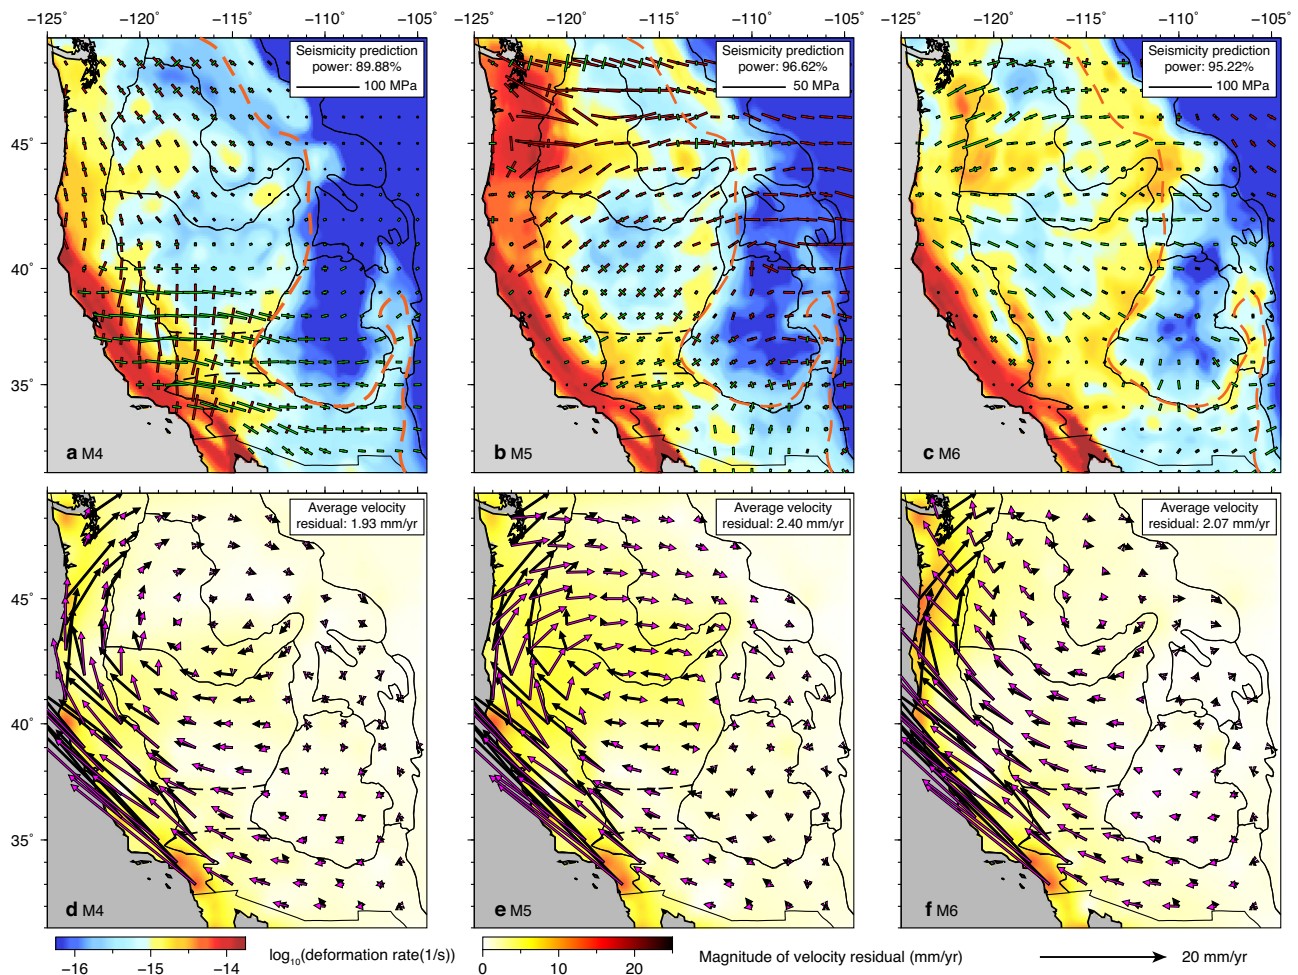 −125 −120 −115 −110 −105
−125 −120 −115 −110 −105
−125 −120 −115 −110 −105
Seismicity prediction
power: 89.88%
100 MPa
Seismicity prediction
power: 96.62%
50 MPa
Seismicity prediction
power: 95.22%
100 MPa
45°
40°
35°
a M4
b M5
c M6
Average velocity
residual: 1.93 mm/yr
Average velocity
residual: 2.40 mm/yr
Average velocity
residual: 2.07 mm/yr
45°
40°
35°
d M4
e M5
f M6
−16 −15 −14
log10(deformation rate(1/s))
0 10 20
Magnitude of velocity residual (mm/yr)
20 mm/yr